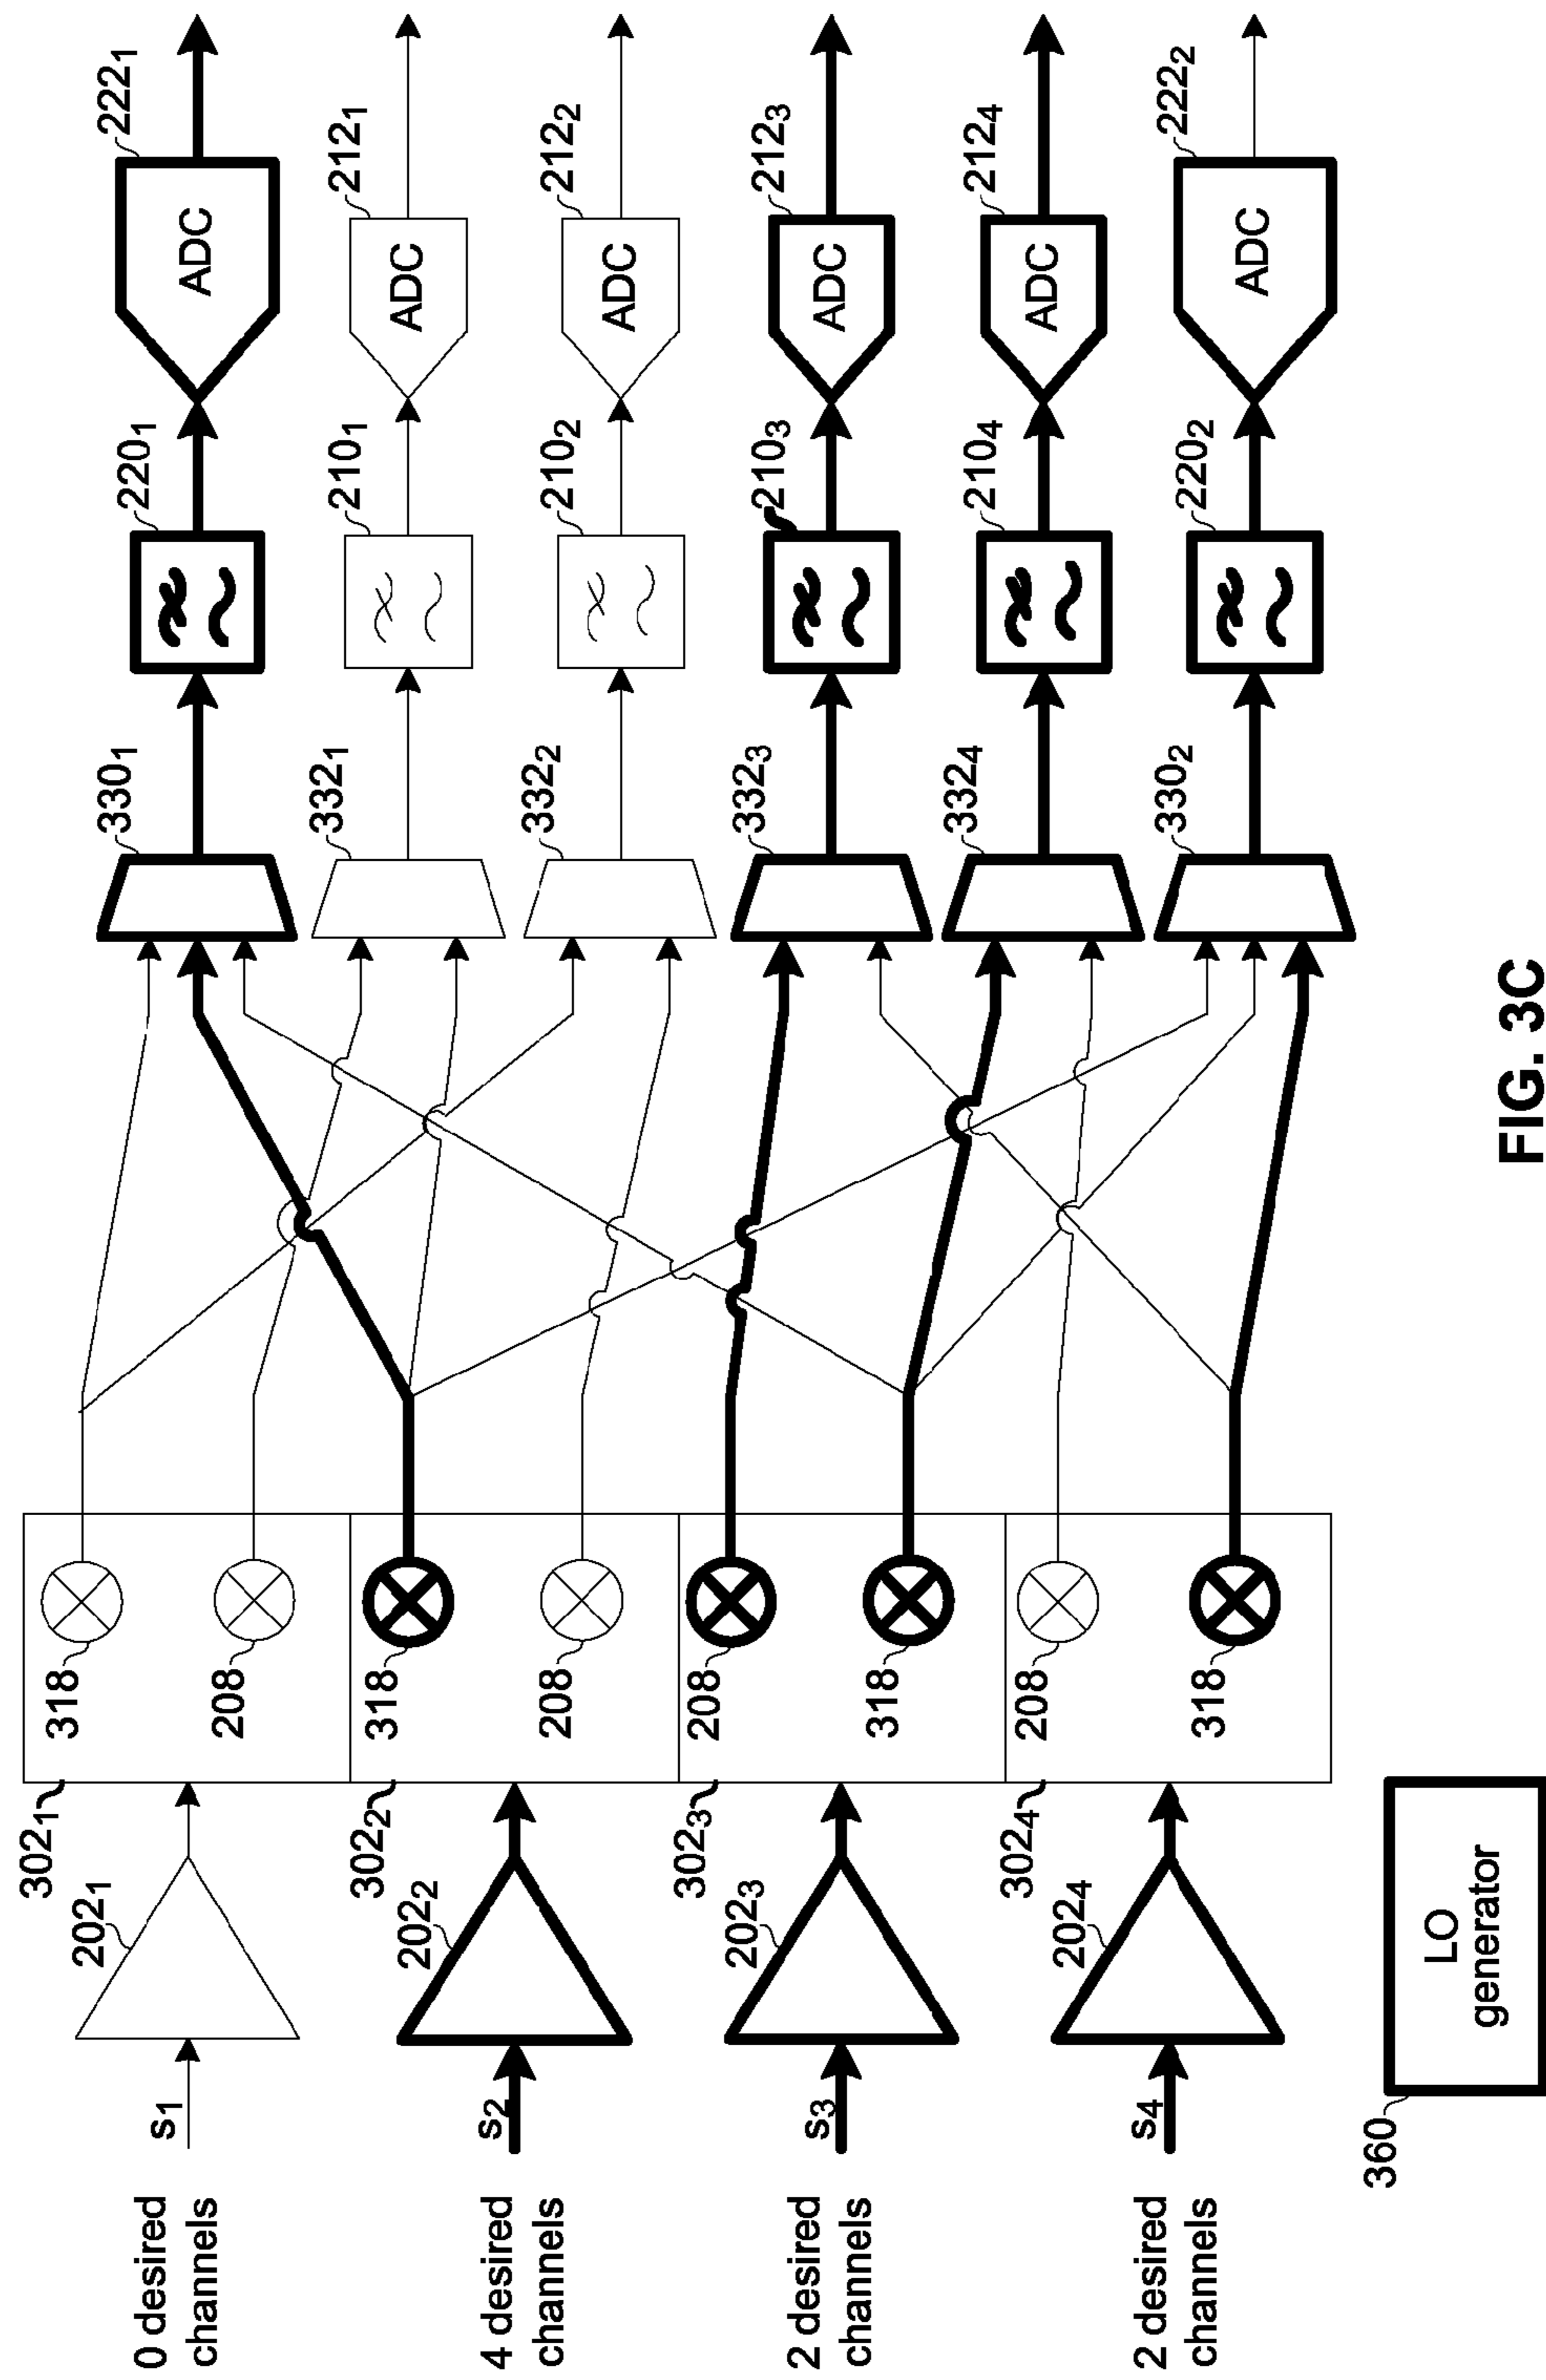 0 desired
channels
s₁
202₁
302₁
318
208
330₁
220₁
222₁
ADC
332₁
210₁
212₁
ADC
4 desired
channels
s₂
202₂
302₂
318
208
332₂
210₂
212₂
ADC
2 desired
channels
s₃
202₃
302₃
208
318
332₃
210₃
212₃
ADC
332₄
210₄
212₄
ADC
2 desired
channels
s₄
202₄
302₄
208
318
330₂
220₂
222₂
ADC
360
LO
generator
FIG. 3C